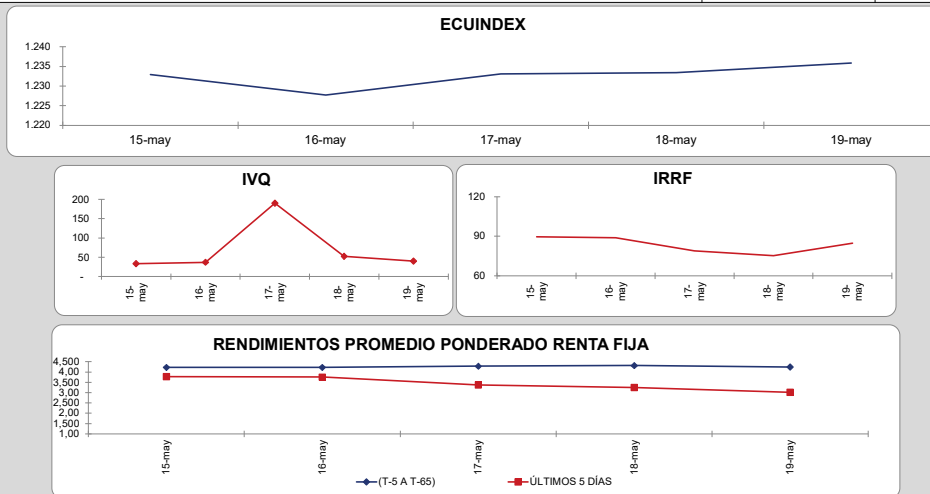 ECUINDEX
1.240
1.235
1.230
1.225
1.220
15-may 16-may 17-may 18-may 19-may
IVQ
200
150
100
50
-
15-may 16-may 17-may 18-may 19-may
IRRF
120
90
60
15-may 16-may 17-may 18-may 19-may
RENDIMIENTOS PROMEDIO PONDERADO RENTA FIJA
4,500
4,00
3,500
3,00
2,500
2,00
1,500
1,00
15-may 16-may 17-may 18-may 19-may
(T-5 A T-65) ÚLTIMOS 5 DÍAS